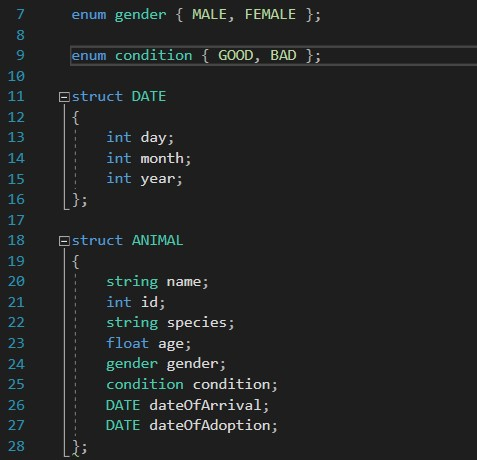 7 enum gender { MALE, FEMALE };
8
9 enum condition { GOOD, BAD };
10
11 struct DATE
12 {
13 int day;
14 int month;
15 int year;
16 };
17
18 struct ANIMAL
19 {
20 string name;
21 int id;
22 string species;
23 float age;
24 gender gender;
25 condition condition;
26 DATE dateOfArrival;
27 DATE dateOfAdoption;
28 };